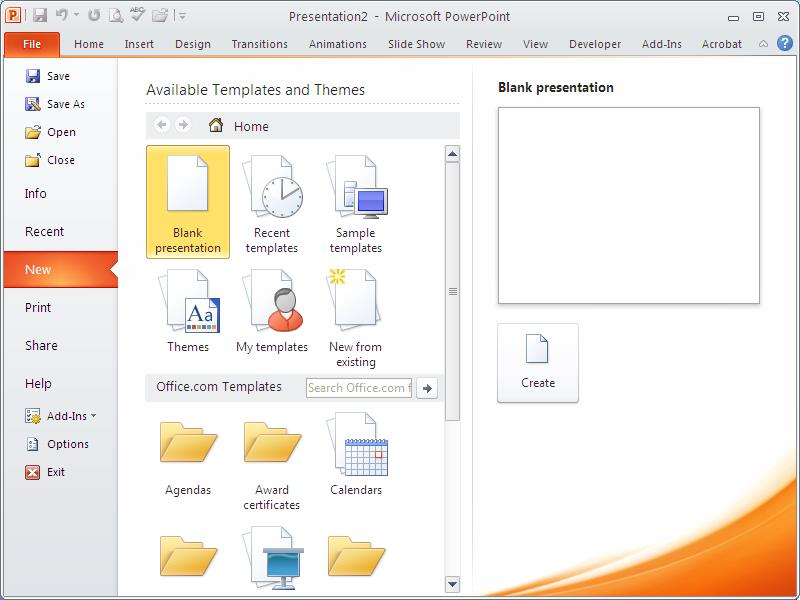 Presentation2 - Microsoft PowerPoint
File Home Insert Design Transitions Animations Slide Show Review View Developer Add-Ins Acrobat
Save
Save As
Open
Close
Info
Recent
New
Print
Share
Help
Add-Ins
Options
Exit
Available Templates and Themes
Home
Blank
presentation
Recent
templates
Sample
templates
Themes
My templates
New from
existing
Office.com Templates
Search Office.com f
Agendas
Award
certificates
Calendars
Blank presentation
Create